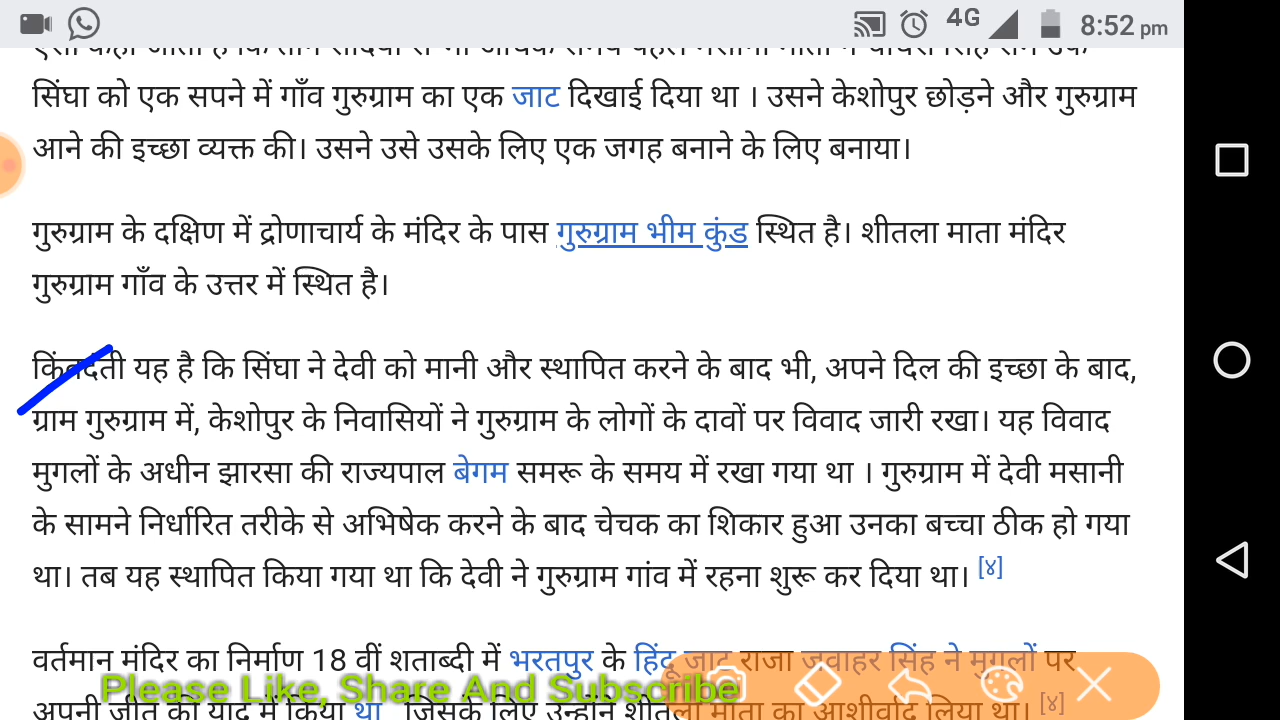 4G 8:52 pm
सिंघा को एक सपने में गाँव गुरुग्राम का एक जाट दिखाई दिया था । उसने केशोपुर छोड़ने और गुरुग्राम
आने की इच्छा व्यक्त की। उसने उसे उसके लिए एक जगह बनाने के लिए बनाया।
गुरुग्राम के दक्षिण में द्रोणाचार्य के मंदिर के पास गुरुग्राम भीम कुंड स्थित है। शीतला माता मंदिर
गुरुग्राम गाँव के उत्तर में स्थित है।
किंवदंती यह है कि सिंघा ने देवी को मानी और स्थापित करने के बाद भी, अपने दिल की इच्छा के बाद,
ग्राम गुरुग्राम में, केशोपुर के निवासियों ने गुरुग्राम के लोगों के दावों पर विवाद जारी रखा। यह विवाद
मुगलों के अधीन झारसा की राज्यपाल बेगम समरू के समय में रखा गया था । गुरुग्राम में देवी मसानी
के सामने निर्धारित तरीके से अभिषेक करने के बाद चेचक का शिकार हुआ उनका बच्चा ठीक हो गया
था। तब यह स्थापित किया गया था कि देवी ने गुरुग्राम गांव में रहना शुरू कर दिया था। [४]
वर्तमान मंदिर का निर्माण 18 वीं शताब्दी में भरतपुर के हिंदू जाट राजा जवाहर सिंह ने मुगलों पर
Please Like, Share And Subscribe
अपनी जीत की याद में किया था जिसके लिए उन्होंने शीतला माता का आशीर्वाद लिया था। [४]